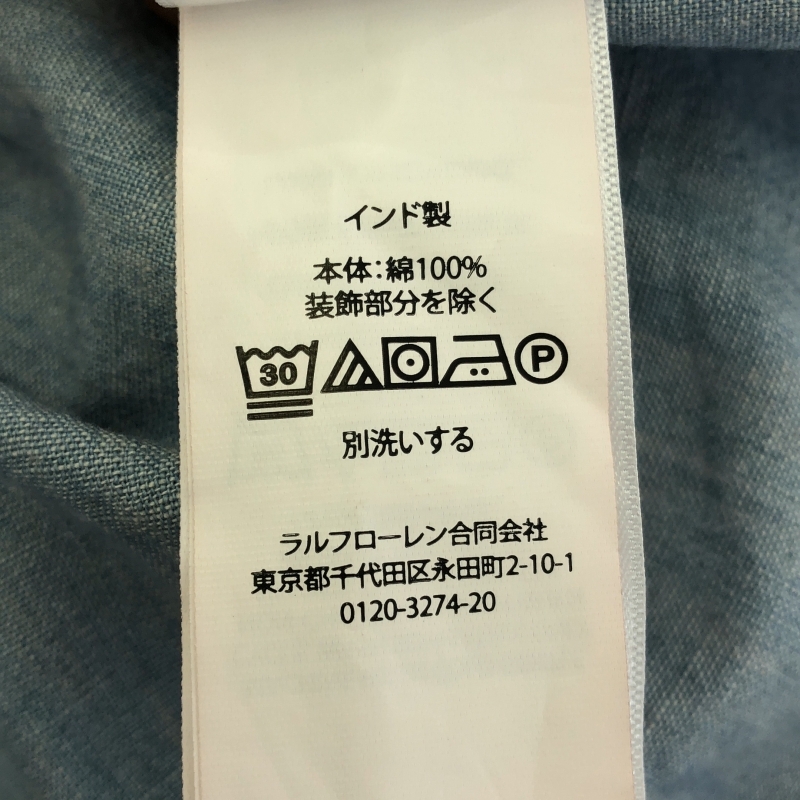 インド製
本体:綿100%
装飾部分を除く
30 P
別洗いする
ラルフローレン合同会社
東京都千代田区永田町2-10-1
0120-3274-20